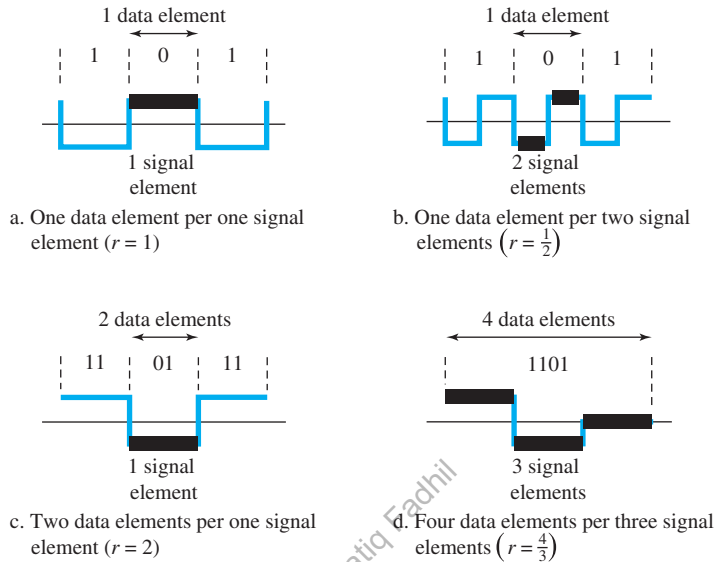 1 data element
1 0 1
1 signal
element
a. One data element per one signal
element (r = 1)
1 data element
1 0 1
2 signal
elements
b. One data element per two signal
elements (r = 1/2)
2 data elements
11 01 11
1 signal
element
c. Two data elements per one signal
element (r = 2)
4 data elements
1101
3 signal
elements
d. Four data elements per three signal
elements (r = 4/3)
Fadhil